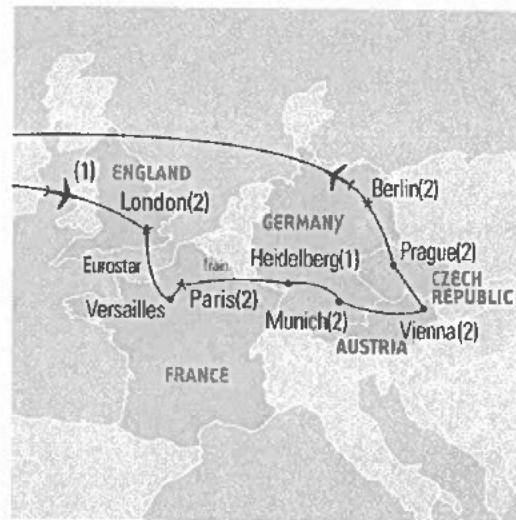 (1)
ENGLAND
London(2)
Berlin(2)
GERMANY
Prague(2)
Eurostar
Heidelberg(1)
CZECH
REPUBLIC
Versailles
Paris(2)
Munich(2)
Vienna(2)
AUSTRIA
FRANCE